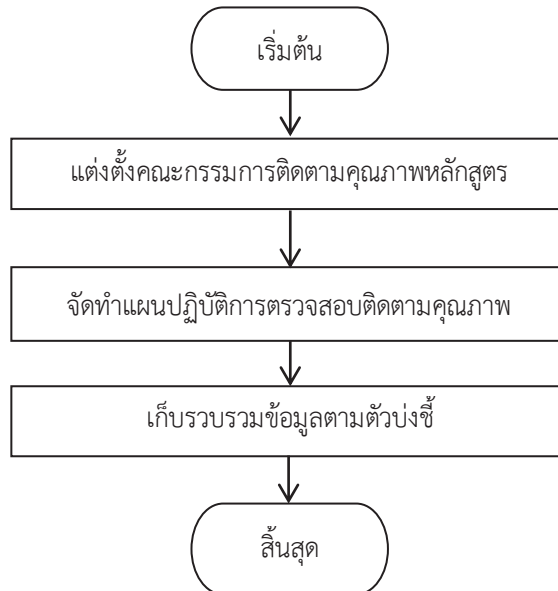 เริ่มต้น
แต่งตั้งคณะกรรมการติดตามคุณภาพหลักสูตร
จัดทำแผนปฏิบัติการตรวจสอบติดตามคุณภาพ
เก็บรวบรวมข้อมูลตามตัวบ่งชี้
สิ้นสุด